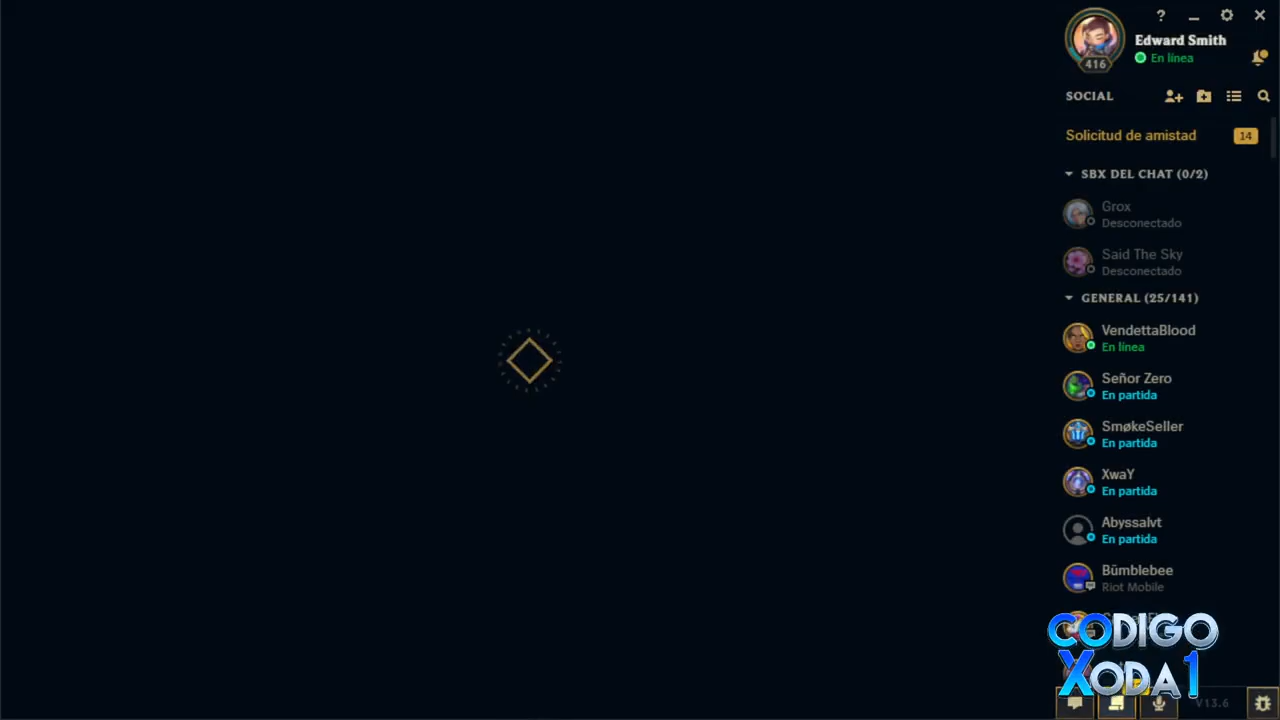 ?
Edward Smith
En línea
416
SOCIAL
Solicitud de amistad
14
SBX DEL CHAT (0/2)
Grox
Desconectado
Said The Sky
Desconectado
GENERAL (25/141)
VendettaBlood
En línea
Señor Zero
En partida
SmøkeSeller
En partida
XwaY
En partida
Abyssalvt
En partida
Bümblebee
Riot Mobile
CODIGO
XODA1
V13.6